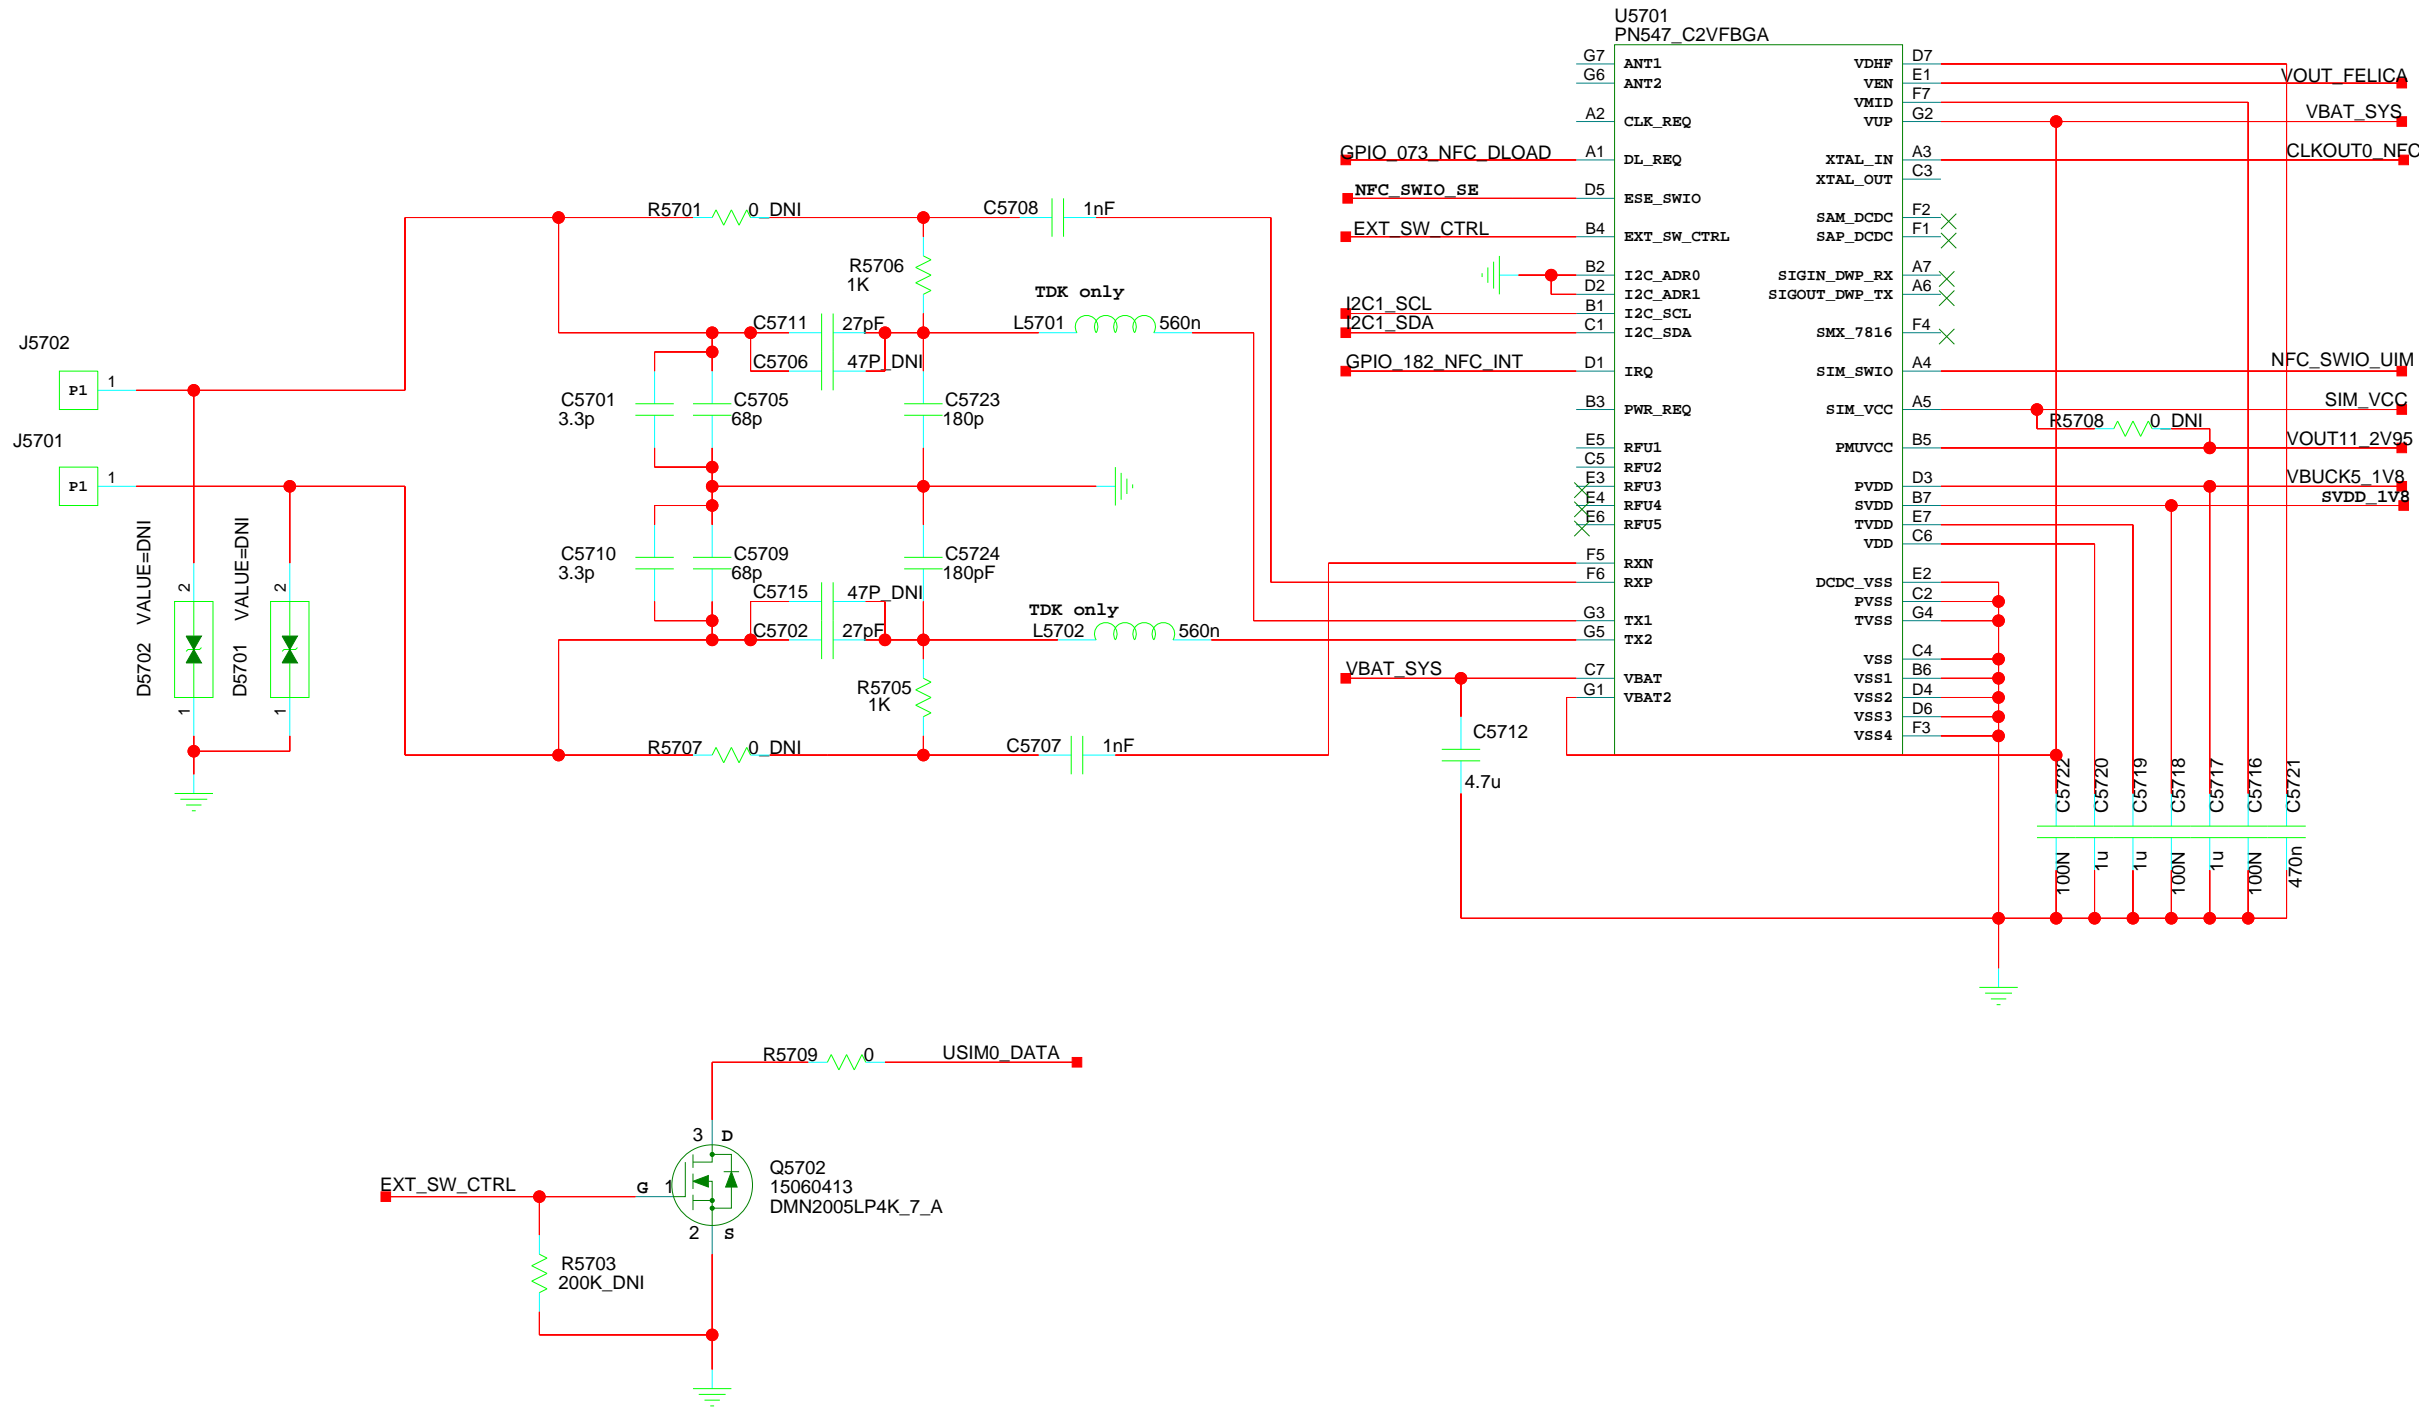 U5701
PN547_C2VFBGA
G7 ANT1 VDHF D7
G6 ANT2 VEN E1 VOUT_FELICA
VMID F7
A2 CLK_REQ VUP G2 VBAT_SYS
GPIO_073_NFC_DLOAD A1 DL_REQ XTAL_IN A3 CLKOUT0_NFC
XTAL_OUT C3
NFC_SWIO_SE D5 ESE_SWIO
SAM_DCDC F2
EXT_SW_CTRL B4 EXT_SW_CTRL SAP_DCDC F1
B2 I2C_ADR0 SIGIN_DWP_RX A7
D2 I2C_ADR1 SIGOUT_DWP_TX A6
I2C1_SCL B1 I2C_SCL
I2C1_SDA C1 I2C_SDA SMX_7816 F4
GPIO_182_NFC_INT D1 IRQ SIM_SWIO A4 NFC_SWIO_UIM
B3 PWR_REQ SIM_VCC A5 SIM_VCC
R5708 0_DNI
E5 RFU1 PMUVCC B5 VOUT11_2V95
C5 RFU2
E3 RFU3 PVDD D3 VBUCK5_1V8
E4 RFU4 SVDD B7 SVDD_1V8
E6 RFU5 TVDD E7
VDD C6
F5 RXN
F6 RXP DCDC_VSS E2
PVSS C2
G3 TX1 TVSS G4
G5 TX2
VSS C4
VBAT_SYS C7 VBAT VSS1 B6
G1 VBAT2 VSS2 D4
VSS3 D6
VSS4 F3
C5712
4.7u
C5722 C5720 C5719 C5718 C5717 C5716 C5721
100N 1u 1u 100N 1u 100N 470n
R5701 0_DNI C5708 1nF
R5706
1K
TDK only
C5711 27pF L5701 560n
C5706 47P_DNI
J5702
P1 1
C5701 C5705 C5723
3.3p 68p 180p
J5701
P1 1
C5710 C5709 C5724
3.3p 68p 180pF
C5715 47P_DNI
TDK only
C5702 27pF L5702 560n
R5705
1K
R5707 0_DNI C5707 1nF
D5702 VALUE=DNI
2
1
D5701 VALUE=DNI
2
1
R5709 0 USIM0_DATA
3 D
Q5702
15060413
DMN2005LP4K_7_A
EXT_SW_CTRL G 1
2 S
R5703
200K_DNI